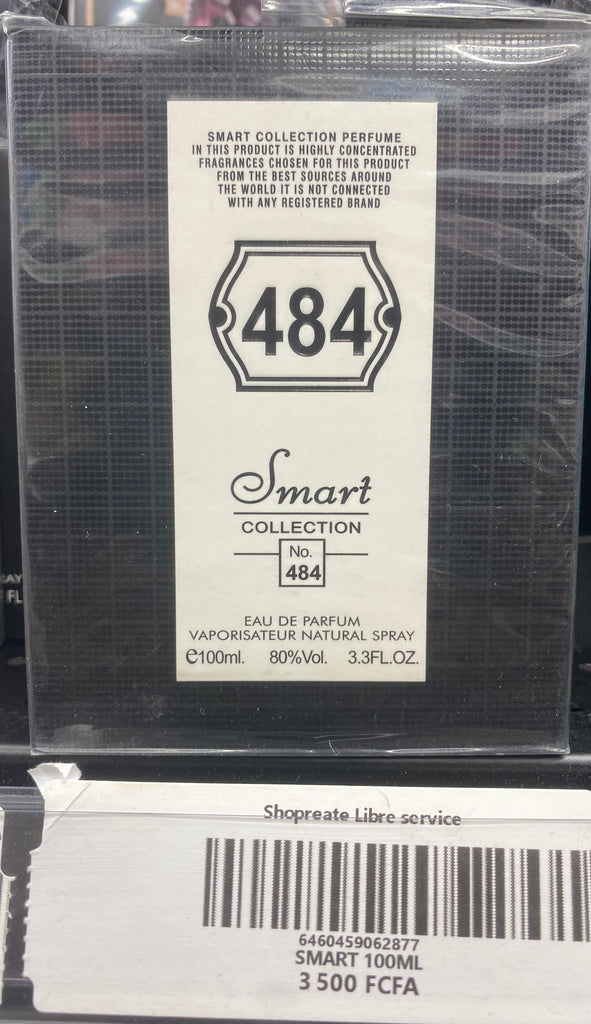 SMART COLLECTION PERFUME
IN THIS PRODUCT IS HIGHLY CONCENTRATED
FRAGRANCES CHOSEN FOR THIS PRODUCT
FROM THE BEST SOURCES AROUND
THE WORLD IT IS NOT CONNECTED
WITH ANY REGISTERED BRAND
484
Smart
COLLECTION
No.
484
EAU DE PARFUM
VAPORISATEUR NATURAL SPRAY
e100ml. 80%Vol. 3.3FL.OZ.
Shopreate Libre service
6460459062877
SMART 100ML
3 500 FCFA